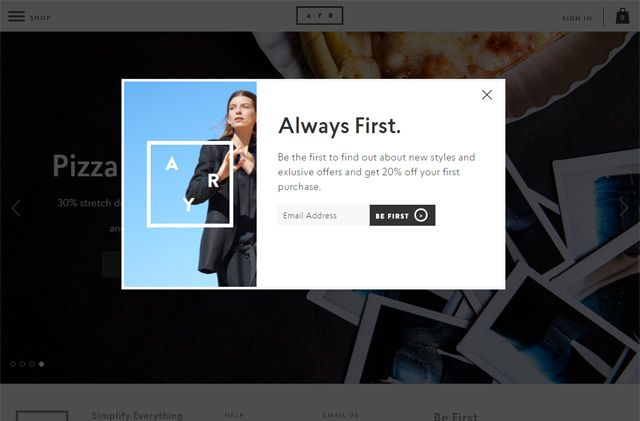 SHOP
AYR
SIGN IN
0
Always First.
Be the first to find out about new styles and
exlusive offers and get 20% off your first
purchase.
Email Address
BE FIRST
A
R
Y
Pizza
30% stretch
and
Simplify Everything
HELP
EMAIL US
Be First